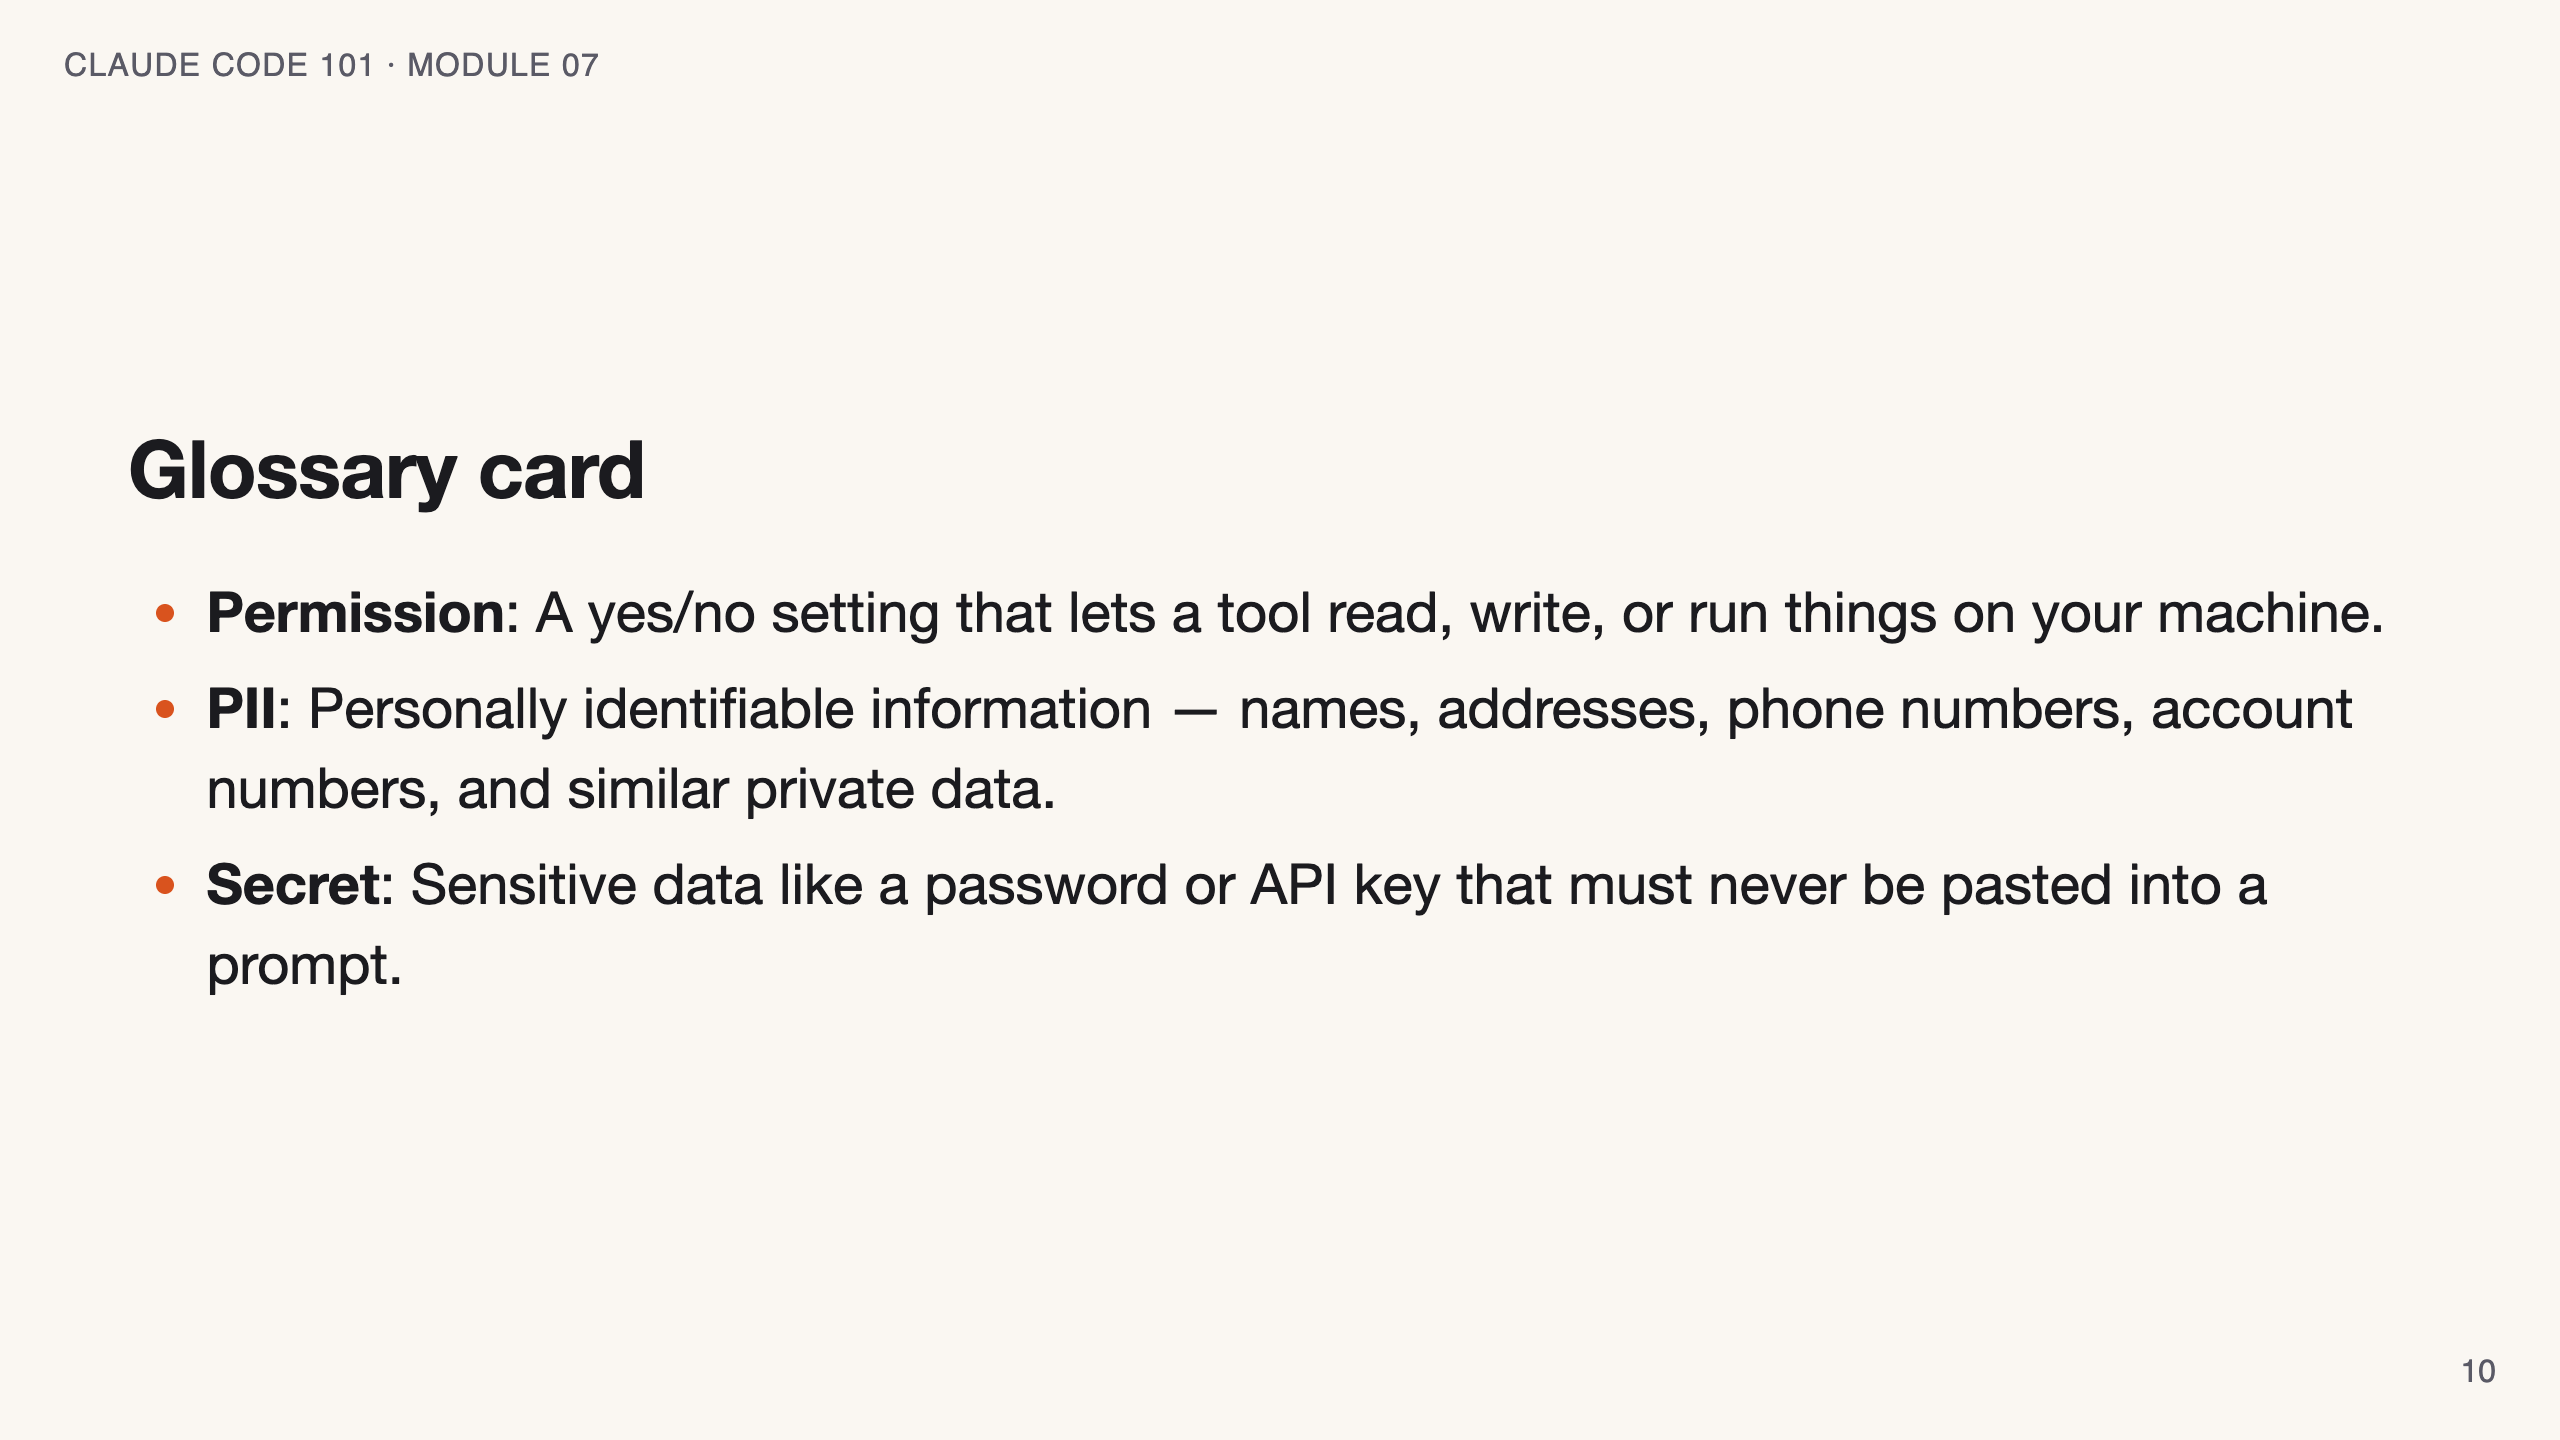 CLAUDE CODE 101 · MODULE 07
Glossary card
• Permission: A yes/no setting that lets a tool read, write, or run things on your machine.
• PII: Personally identifiable information — names, addresses, phone numbers, account
numbers, and similar private data.
• Secret: Sensitive data like a password or API key that must never be pasted into a
prompt.
10